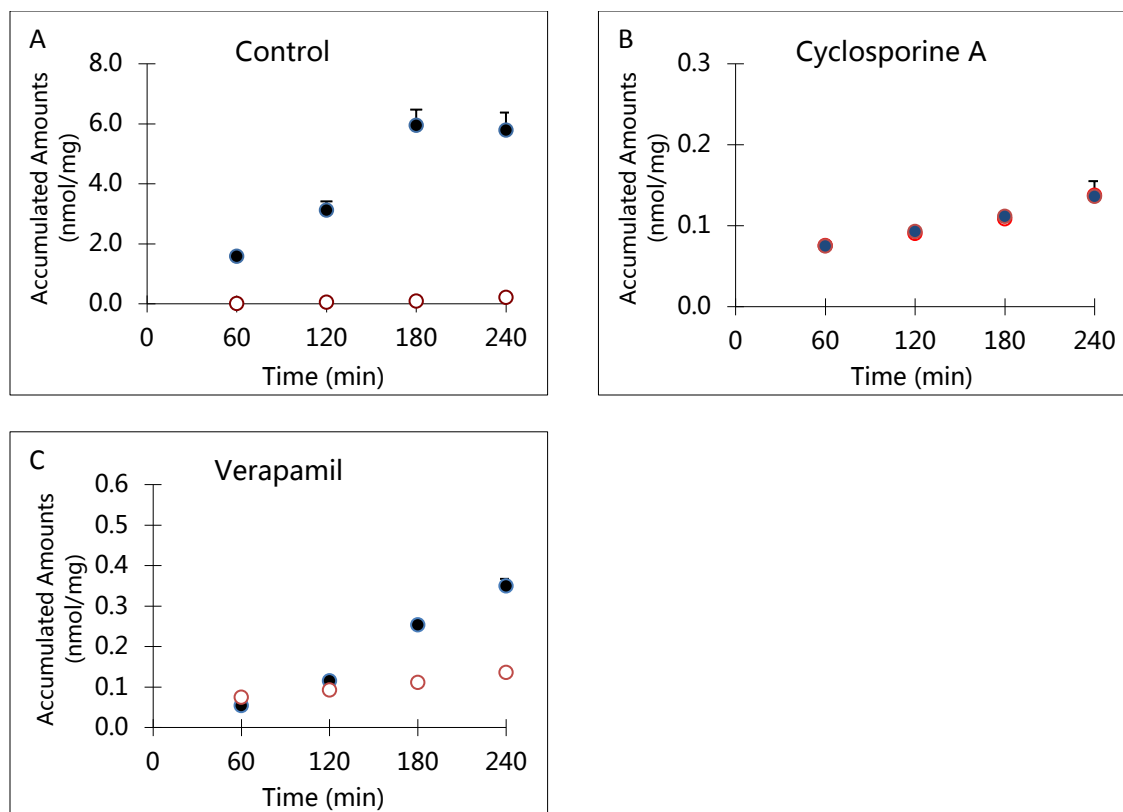 A
Control
Accumulated Amounts
(nmol/mg)
8.0
6.0
4.0
2.0
0.0
0 60 120 180 240
Time (min)
B
Cyclosporine A
Accumulated Amounts
(nmol/mg)
0.3
0.2
0.1
0.0
0 60 120 180 240
Time (min)
C
Verapamil
Accumulated Amounts
(nmol/mg)
0.6
0.5
0.4
0.3
0.2
0.1
0.0
0 60 120 180 240
Time (min)